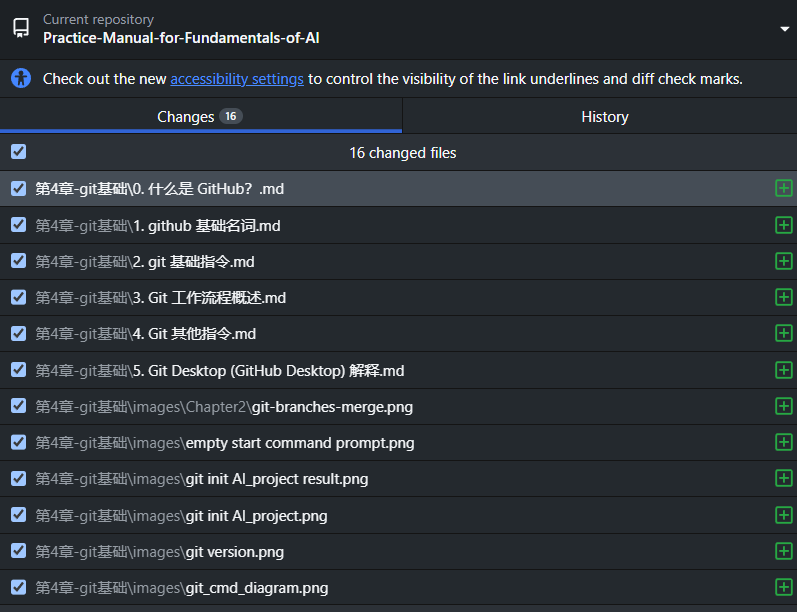 Current repository
Practice-Manual-for-Fundamentals-of-AI
Check out the new accessibility settings to control the visibility of the link underlines and diff check marks.
Changes 16
History
16 changed files
第4章-git基础\0. 什么是 GitHub？.md
第4章-git基础\1. github 基础名词.md
第4章-git基础\2. git 基础指令.md
第4章-git基础\3. Git 工作流程概述.md
第4章-git基础\4. Git 其他指令.md
第4章-git基础\5. Git Desktop (GitHub Desktop) 解释.md
第4章-git基础\images\Chapter2\git-branches-merge.png
第4章-git基础\images\empty start command prompt.png
第4章-git基础\images\git init AI_project result.png
第4章-git基础\images\git init AI_project.png
第4章-git基础\images\git version.png
第4章-git基础\images\git_cmd_diagram.png